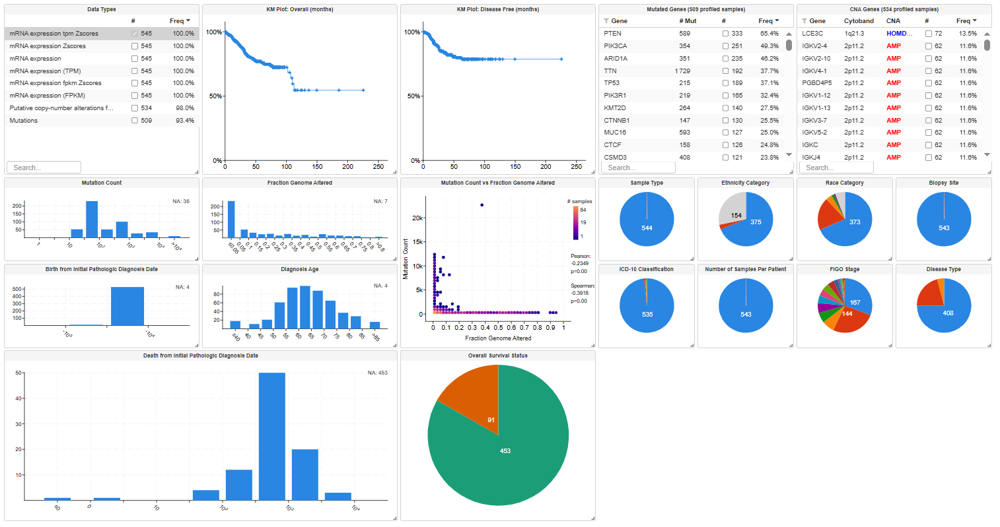 Data Types
# Freq
mRNA expression tpm Zscores 545 100.0%
mRNA expression Zscores 545 100.0%
mRNA expression 545 100.0%
mRNA expression (TPM) 545 100.0%
mRNA expression fpkm Zscores 545 100.0%
mRNA expression (FPKM) 545 100.0%
Putative copy-number alterations f... 534 98.0%
Mutations 509 93.4%
Search...
KM Plot: Overall (months)
100%
50%
0%
0 50 100 150 200 250
KM Plot: Disease Free (months)
100%
50%
0%
0 50 100 150 200 250
Mutated Genes (509 profiled samples)
Gene # Mut # Freq
PTEN 589 333 65.4%
PIK3CA 354 251 49.3%
ARID1A 351 235 46.2%
TTN 1 729 192 37.7%
TP53 215 189 37.1%
PIK3R1 219 165 32.4%
KMT2D 264 140 27.5%
CTNNB1 147 130 25.5%
MUC16 593 127 25.0%
CTCF 158 126 24.8%
CSMD3 408 121 23.8%
Search...
CNA Genes (534 profiled samples)
Gene Cytoband CNA # Freq
LCE3C 1q21.3 HOMD... 72 13.5%
IGKV2-4 2p11.2 AMP 62 11.6%
IGKV2-10 2p11.2 AMP 62 11.6%
IGKV4-1 2p11.2 AMP 62 11.6%
PGBD4P5 2p11.2 AMP 62 11.6%
IGKV1-12 2p11.2 AMP 62 11.6%
IGKV1-13 2p11.2 AMP 62 11.6%
IGKV3-7 2p11.2 AMP 62 11.6%
IGKV5-2 2p11.2 AMP 62 11.6%
IGKC 2p11.2 AMP 62 11.6%
IGKJ4 2p11.2 AMP 62 11.6%
Search...
Mutation Count
NA: 36
200
150
100
50
1 10 10² 10³ 10⁴ >10⁴
Fraction Genome Altered
NA: 7
200
150
100
50
≤0.05 0.05 0.1 0.15 0.2 0.25 0.3 0.35 0.4 0.45 0.5 0.55 0.6 0.65 0.7 0.75 0.8 >0.8
Mutation Count vs Fraction Genome Altered
Mutation Count
20k
15k
10k
5k
0
0 0.1 0.2 0.3 0.4 0.5 0.6 0.7 0.8 0.9 1
Fraction Genome Altered
# samples
84
19
1
Pearson:
-0.2349
p=0.00
Spearman:
-0.3918
p=0.00
Sample Type
544
Ethnicity Category
154
375
Race Category
373
Biopsy Site
543
Birth from Initial Pathologic Diagnosis Date
NA: 4
500
400
300
200
100
-10⁵ -10⁴
Diagnosis Age
NA: 4
80
60
40
20
≤40 40 45 50 55 60 65 70 75 80 85 >85
ICD-10 Classification
535
Number of Samples Per Patient
543
FIGO Stage
167
144
Disease Type
408
Death from Initial Pathologic Diagnosis Date
NA: 453
50
40
30
20
10
≤0 0 10 10² 10³ 10⁴
Overall Survival Status
91
453